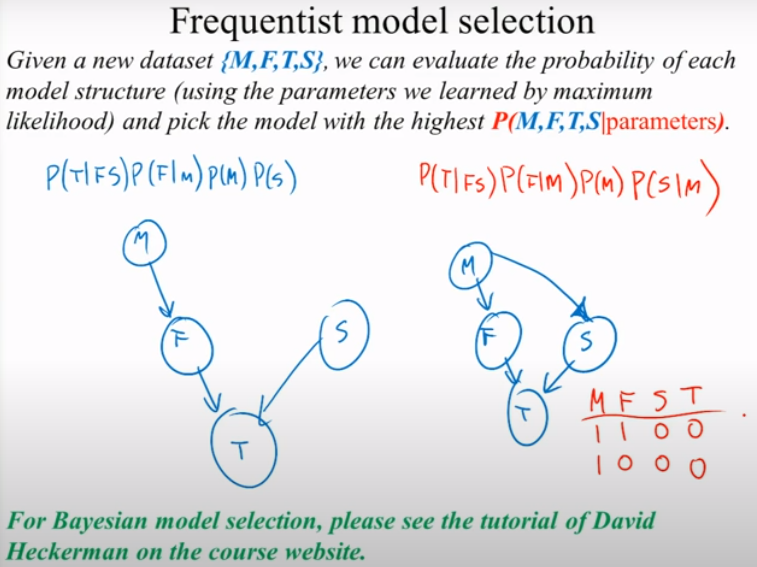 Frequentist model selection
Given a new dataset {M,F,T,S}, we can evaluate the probability of each
model structure (using the parameters we learned by maximum
likelihood) and pick the model with the highest P(M,F,T,S|parameters).
P(T|FS)P(F|M)P(M)P(S)
P(T|FS)P(F|M)P(M)P(S|M)
M
F
S
T
M
F
S
T
M F S T
1 1 0 0
1 0 0 0
For Bayesian model selection, please see the tutorial of David
Heckerman on the course website.